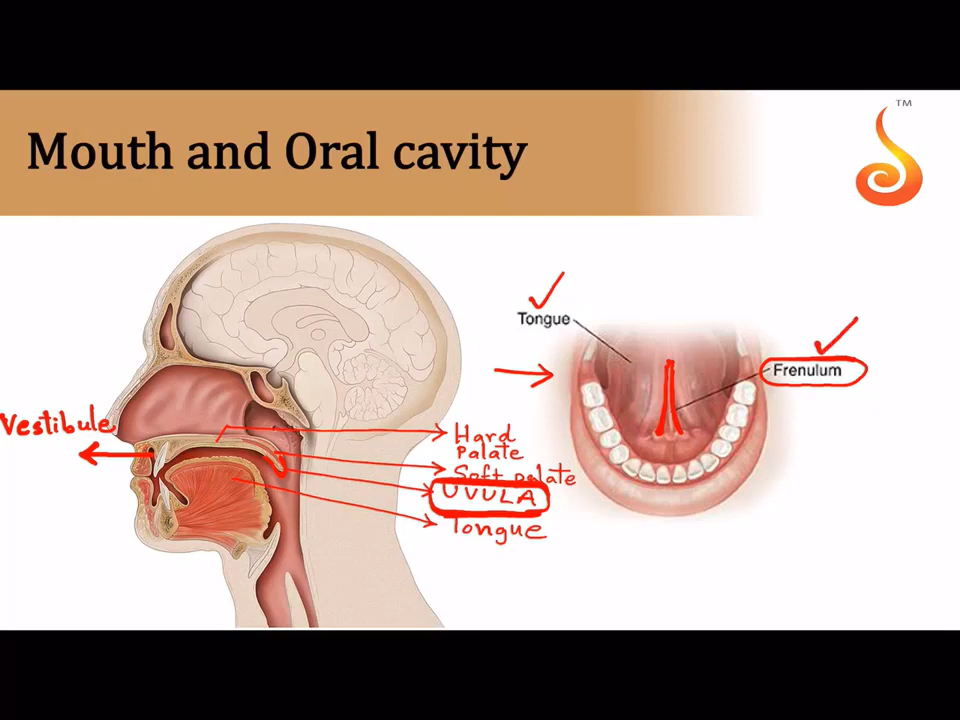 Mouth and Oral cavity
TM
Tongue
Frenulum
Vestibule
Hard
Palate
Soft palate
UVULA
Tongue